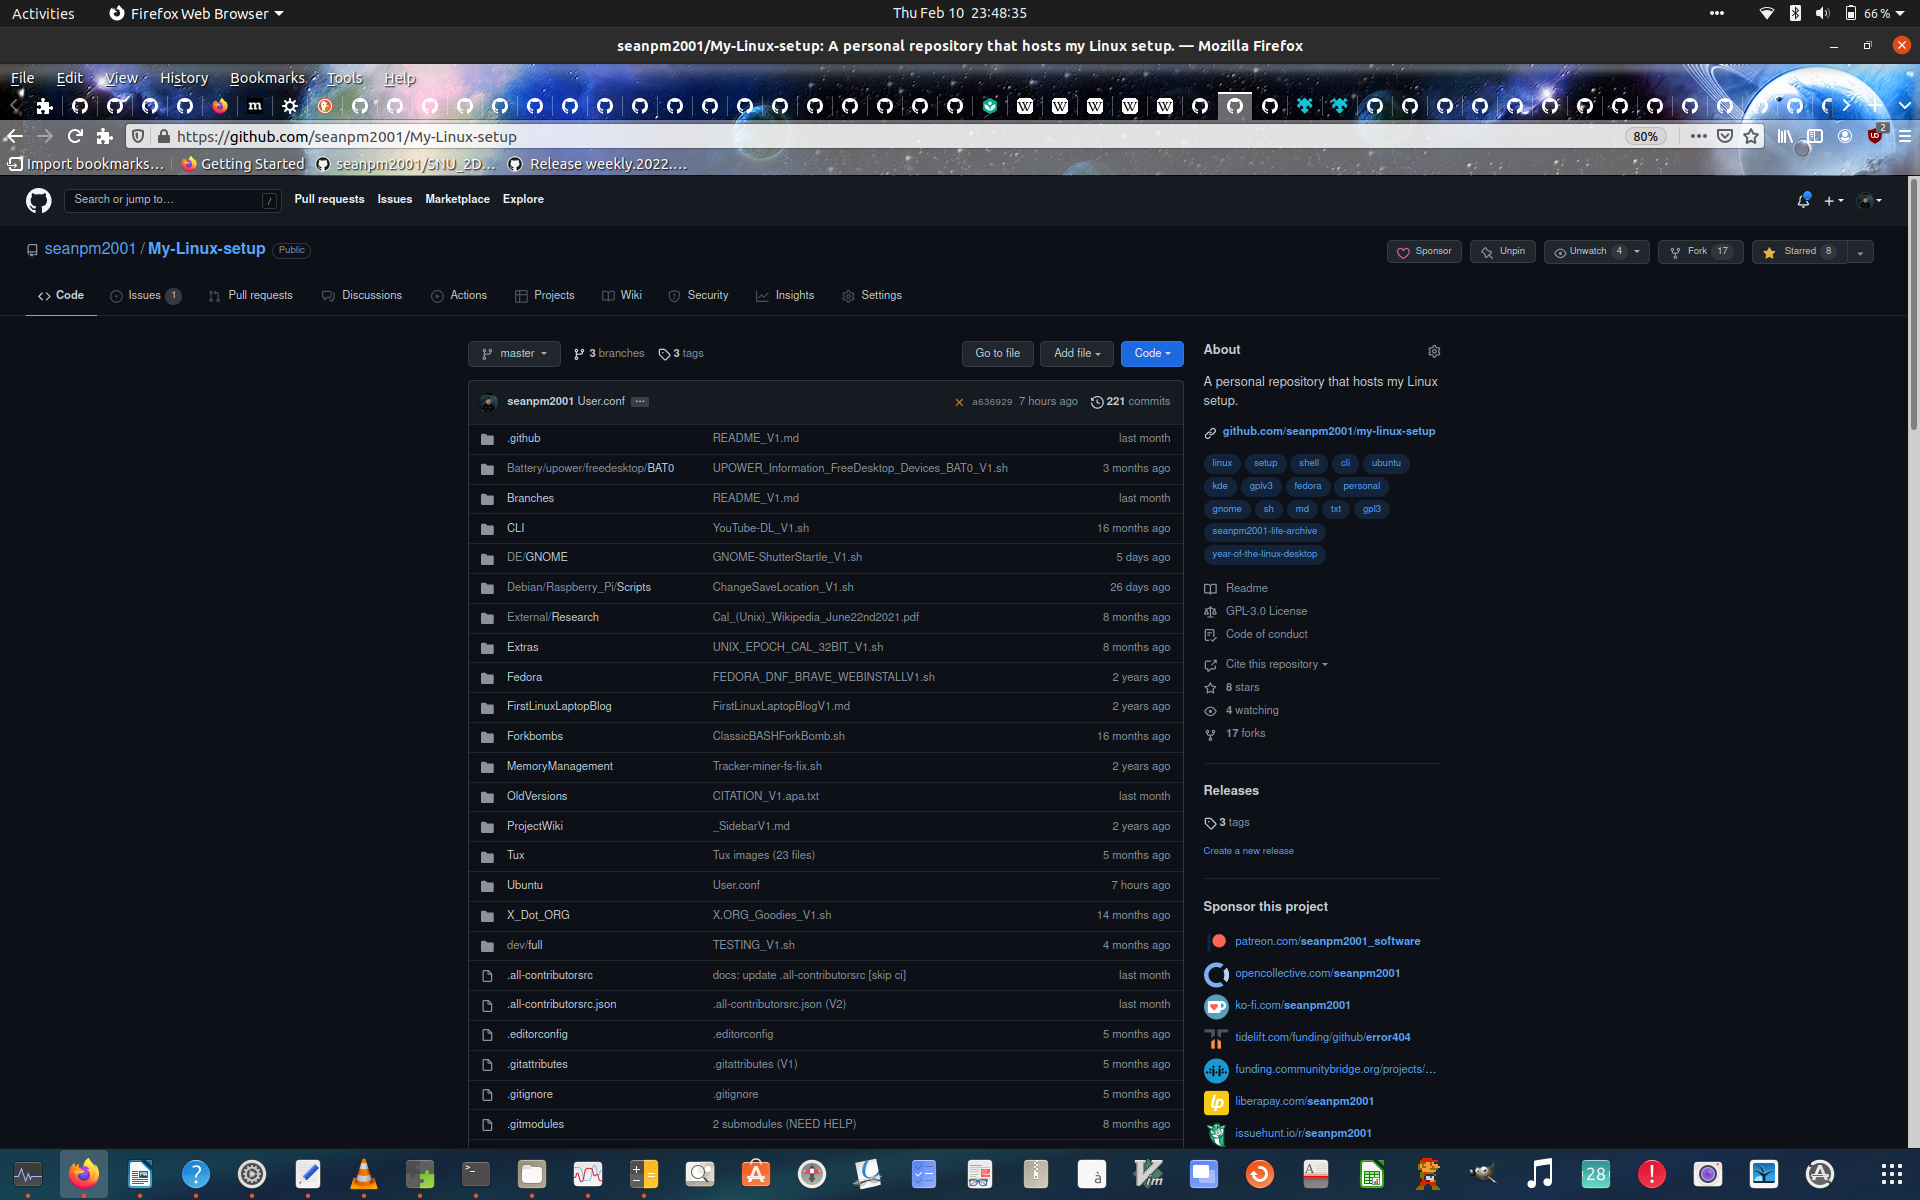 Activities Firefox Web Browser Thu Feb 10 23:48:35 66 %
seanpm2001/My-Linux-setup: A personal repository that hosts my Linux setup. — Mozilla Firefox
File Edit View History Bookmarks Tools Help
https://github.com/seanpm2001/My-Linux-setup 80% 2
Import bookmarks… Getting Started seanpm2001/SNU_2D… Release weekly.2022.…
Search or jump to… / Pull requests Issues Marketplace Explore
seanpm2001 / My-Linux-setup Public Sponsor Unpin Unwatch 4 Fork 17 Starred 8
Code Issues 1 Pull requests Discussions Actions Projects Wiki Security Insights Settings
master 3 branches 3 tags Go to file Add file Code
seanpm2001 User.conf ... a636929 7 hours ago 221 commits
.github README_V1.md last month
Battery/upower/freedesktop/BAT0 UPOWER_Information_FreeDesktop_Devices_BAT0_V1.sh 3 months ago
Branches README_V1.md last month
CLI YouTube-DL_V1.sh 16 months ago
DE/GNOME GNOME-ShutterStartle_V1.sh 5 days ago
Debian/Raspberry_Pi/Scripts ChangeSaveLocation_V1.sh 26 days ago
External/Research Cal_(Unix)_Wikipedia_June22nd2021.pdf 8 months ago
Extras UNIX_EPOCH_CAL_32BIT_V1.sh 8 months ago
Fedora FEDORA_DNF_BRAVE_WEBINSTALLV1.sh 2 years ago
FirstLinuxLaptopBlog FirstLinuxLaptopBlogV1.md 2 years ago
Forkbombs ClassicBASHForkBomb.sh 16 months ago
MemoryManagement Tracker-miner-fs-fix.sh 2 years ago
OldVersions CITATION_V1.apa.txt last month
ProjectWiki _SidebarV1.md 2 years ago
Tux Tux images (23 files) 5 months ago
Ubuntu User.conf 7 hours ago
X_Dot_ORG X.ORG_Goodies_V1.sh 14 months ago
dev/full TESTING_V1.sh 4 months ago
.all-contributorsrc docs: update .all-contributorsrc [skip ci] last month
.all-contributorsrc.json .all-contributorsrc.json (V2) last month
.editorconfig .editorconfig 5 months ago
.gitattributes .gitattributes (V1) 5 months ago
.gitignore .gitignore 5 months ago
.gitmodules 2 submodules (NEED HELP) 8 months ago
About
A personal repository that hosts my Linux
setup.
github.com/seanpm2001/my-linux-setup
linux setup shell cli ubuntu
kde gplv3 fedora personal
gnome sh md txt gpl3
seanpm2001-life-archive
year-of-the-linux-desktop
Readme
GPL-3.0 License
Code of conduct
Cite this repository
8 stars
4 watching
17 forks
Releases
3 tags
Create a new release
Sponsor this project
patreon.com/seanpm2001_software
opencollective.com/seanpm2001
ko-fi.com/seanpm2001
tidelift.com/funding/github/error404
funding.communitybridge.org/projects/…
liberapay.com/seanpm2001
issuehunt.io/r/seanpm2001
28